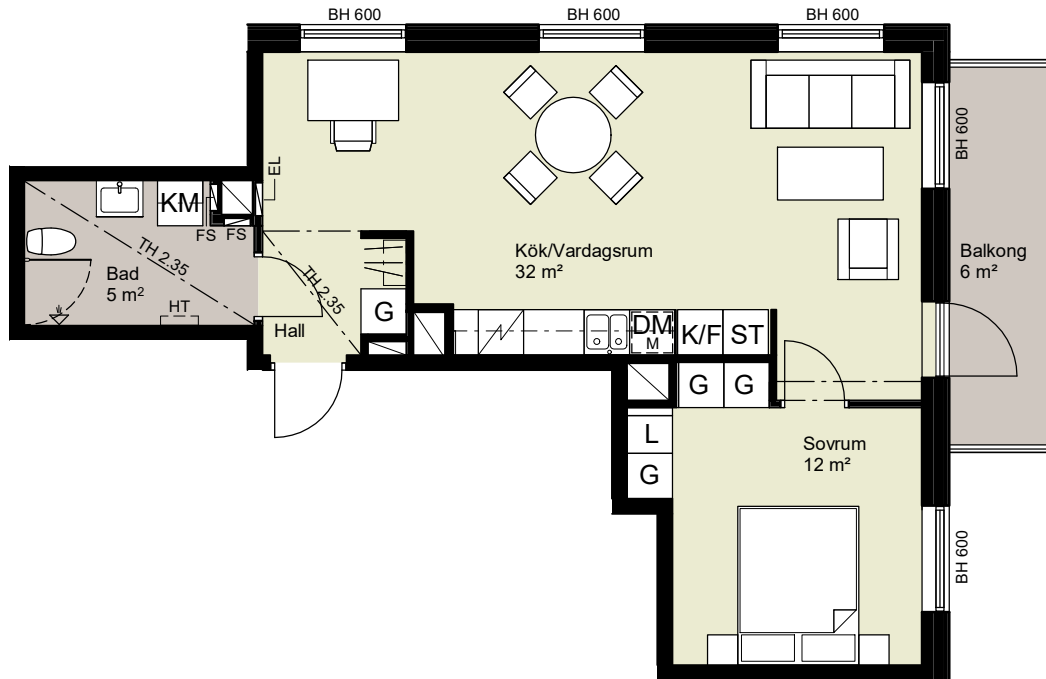 BH 600
BH 600
BH 600
BH 600
EL
KM
FS
FS
TH 2.35
Bad
5 m²
HT
TH 2.35
Hall
G
Kök/Vardagsrum
32 m²
Balkong
6 m²
DM
M
K/F
ST
G
G
L
G
Sovrum
12 m²
BH 600